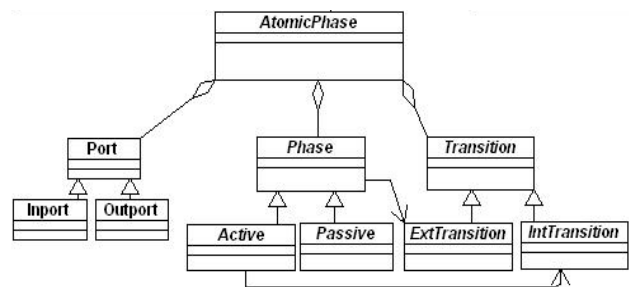 AtomicPhase
Port
Phase
Transition
Inport
Outport
Active
Passive
ExtTransition
IntTransition